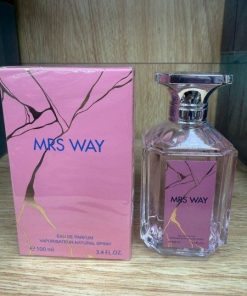 MRS WAY
EAU DE PARFUM
VAPORISATEUR NATURAL SPRAY
100 ml
3.4 FL.OZ
MRS WAY